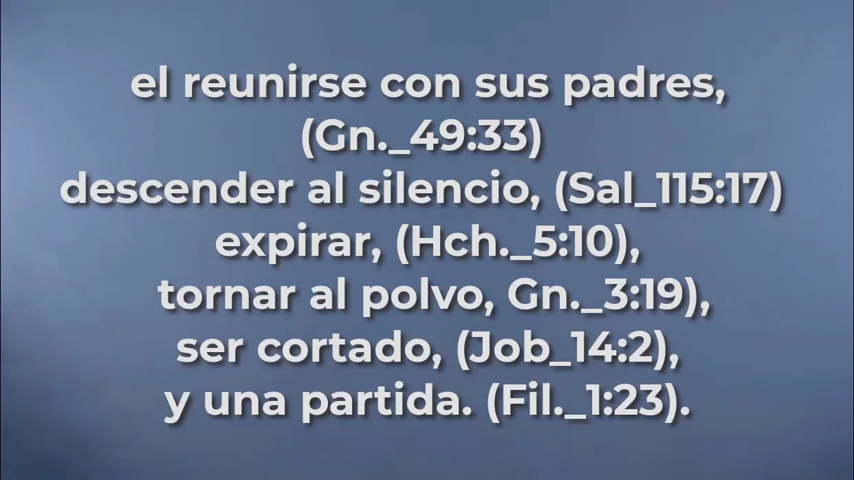 el reunirse con sus padres,
(Gn._49:33)
descender al silencio, (Sal_115:17)
expirar, (Hch._5:10),
tornar al polvo, Gn._3:19),
ser cortado, (Job_14:2),
y una partida. (Fil._1:23).